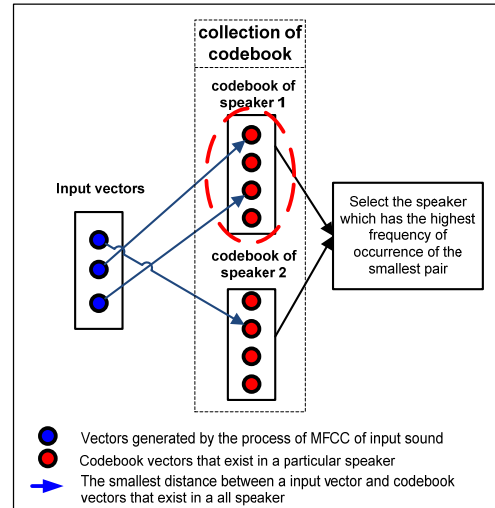 collection of
codebook
codebook of
speaker 1
Input vectors
Select the speaker
which has the highest
frequency of
occurrence of the
smallest pair
codebook
of speaker 2
Vectors generated by the process of MFCC of input sound
Codebook vectors that exist in a particular speaker
The smallest distance between a input vector and codebook
vectors that exist in a all speaker